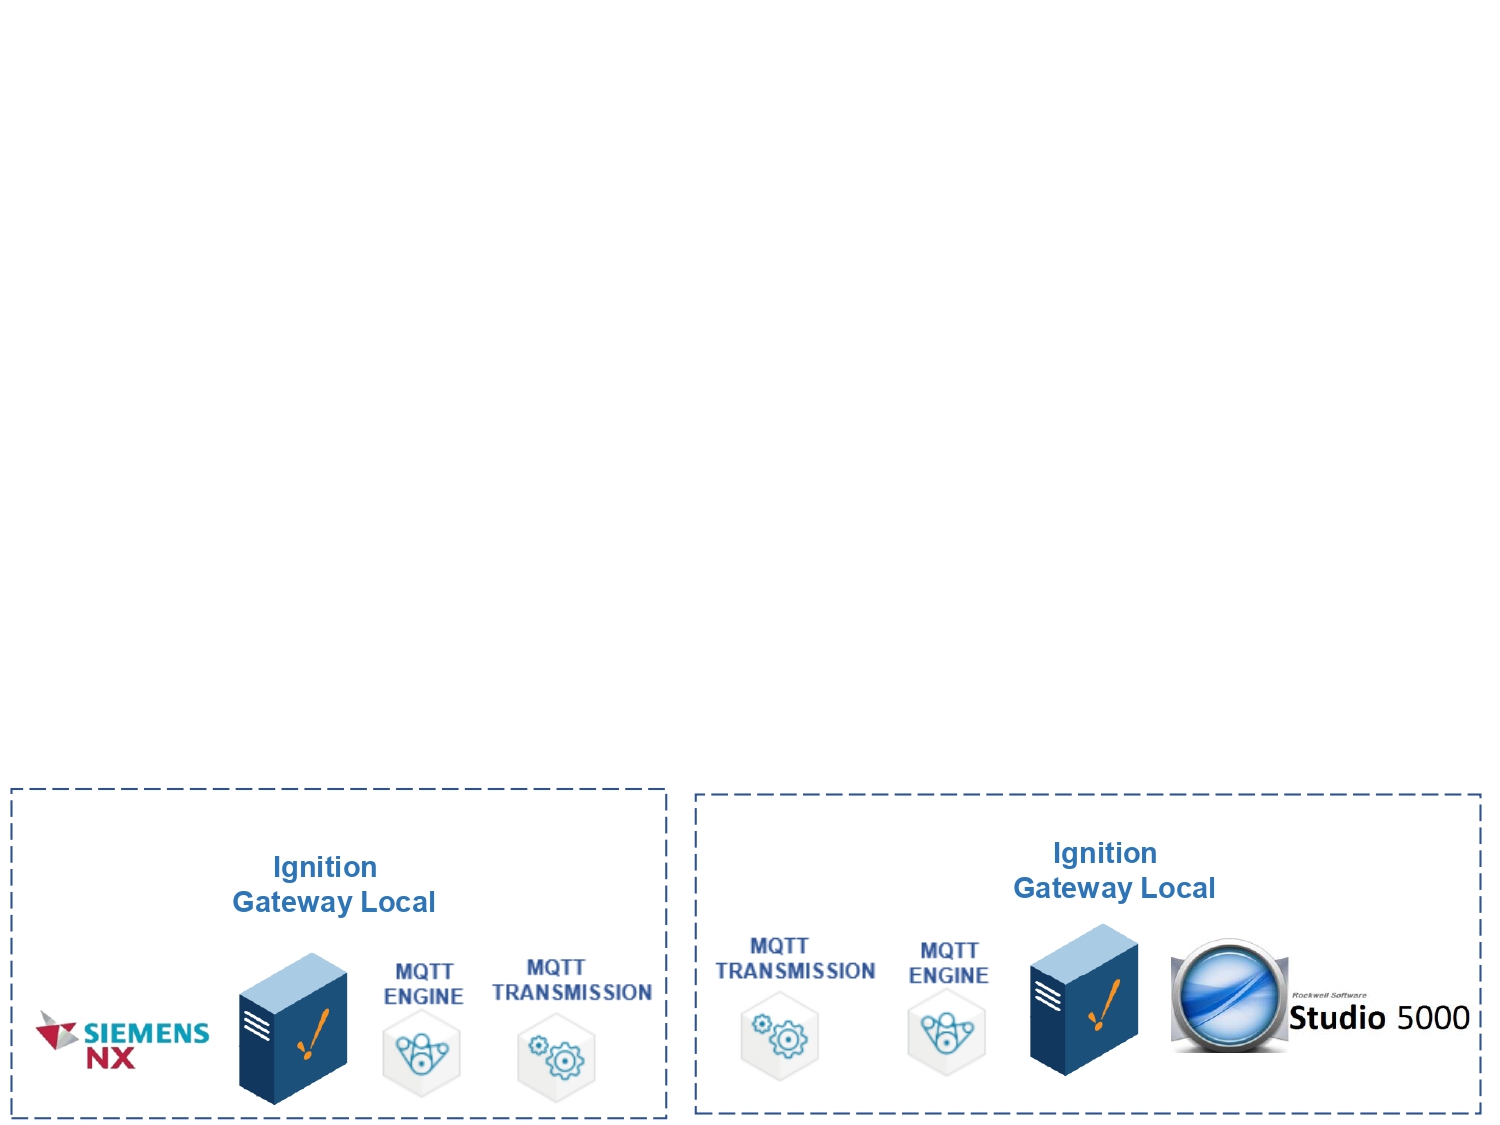 Ignition
Gateway Local
MQTT
ENGINE
MQTT
TRANSMISSION
SIEMENS
NX
Ignition
Gateway Local
MQTT
TRANSMISSION
MQTT
ENGINE
Rockwell Software
Studio 5000